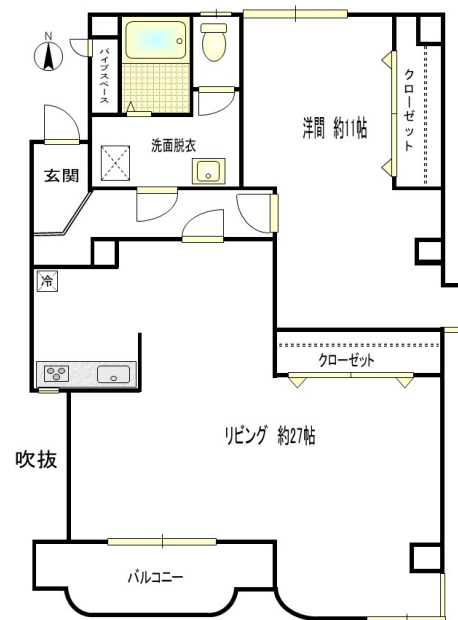 N
パイプスペース
クローゼット
洋間 約11帖
洗面脱衣
玄関
冷
クローゼット
リビング 約27帖
吹抜
バルコニー